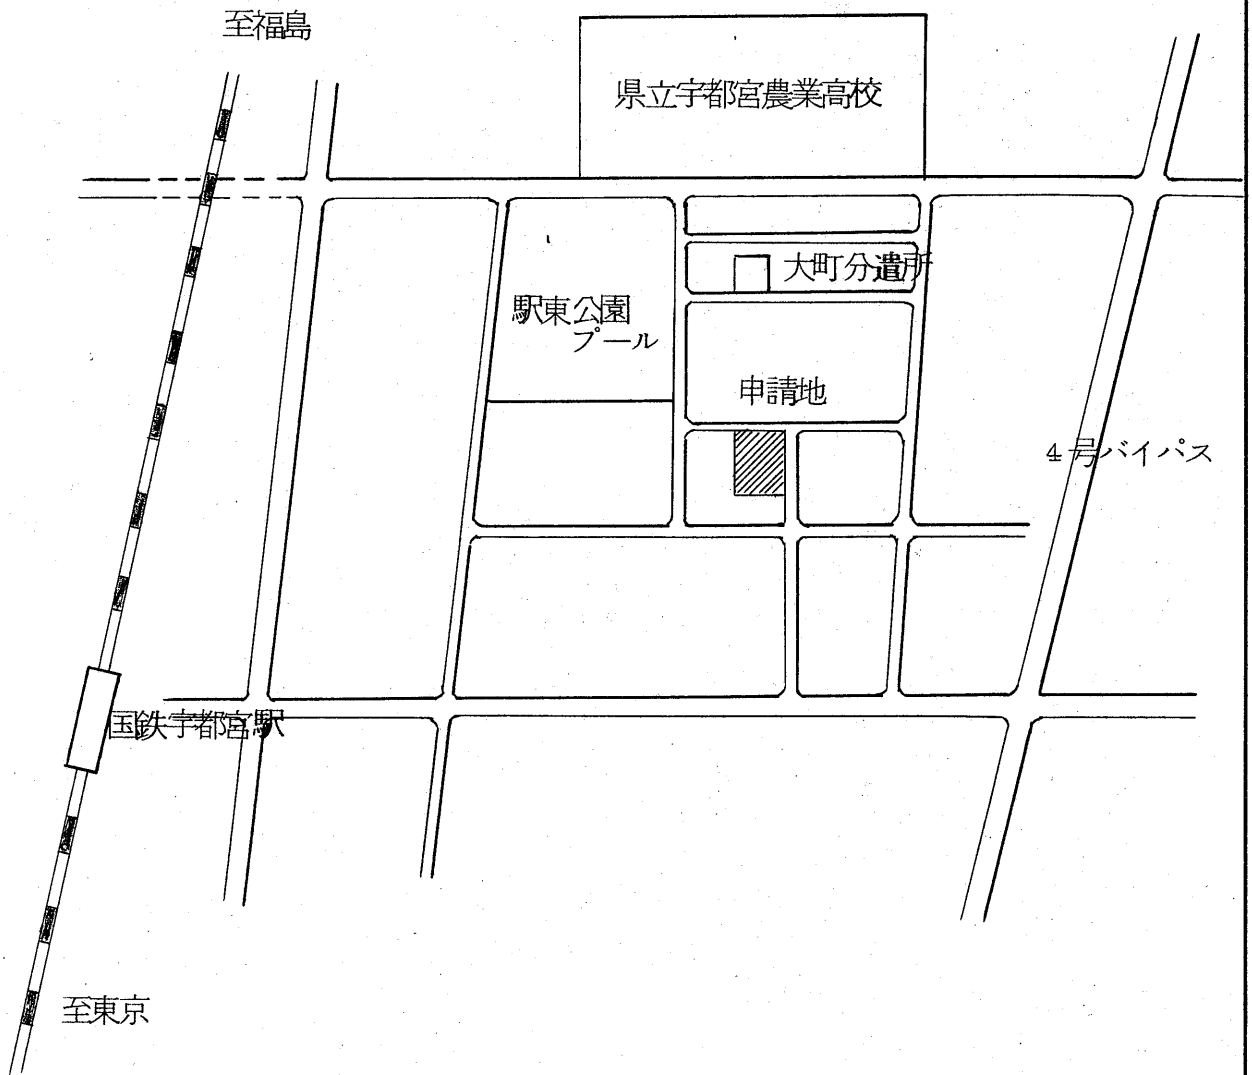 至福島
県立宇都宮農業高校
大町分遣所
駅東公園
プール
申請地
4号バイパス
国鉄宇都宮駅
至東京